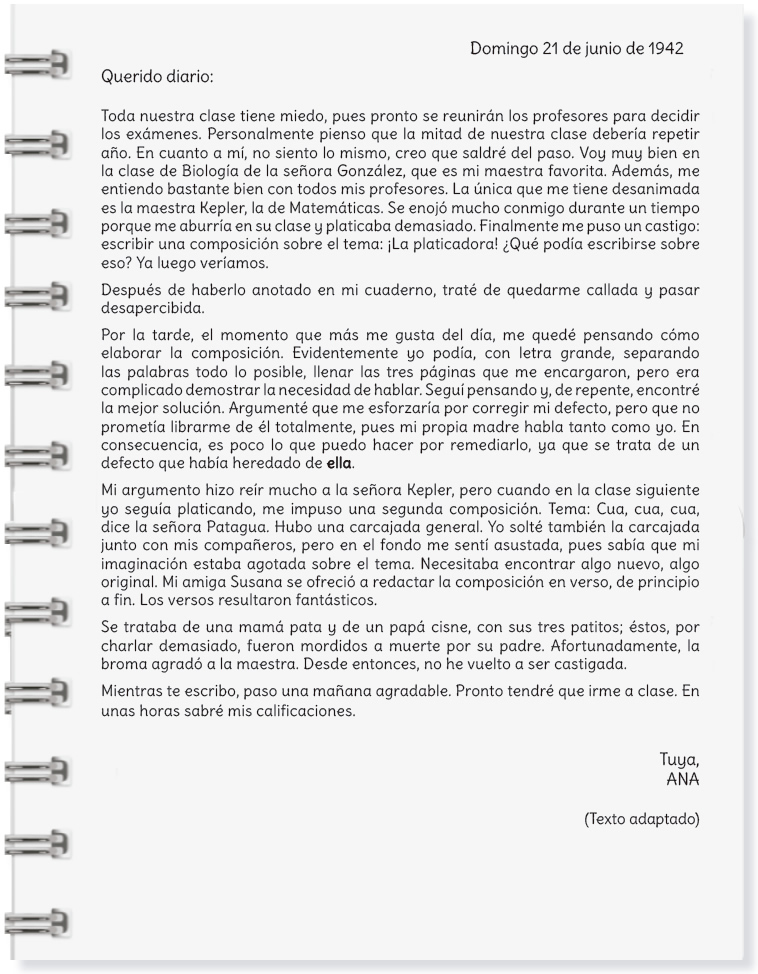 Domingo 21 de junio de 1942
Querido diario:
Toda nuestra clase tiene miedo, pues pronto se reunirán los profesores para decidir
los exámenes. Personalmente pienso que la mitad de nuestra clase debería repetir
año. En cuanto a mí, no siento lo mismo, creo que saldré del paso. Voy muy bien en
la clase de Biología de la señora González, que es mi maestra favorita. Además, me
entiendo bastante bien con todos mis profesores. La única que me tiene desanimada
es la maestra Kepler, la de Matemáticas. Se enojó mucho conmigo durante un tiempo
porque me aburría en su clase y platicaba demasiado. Finalmente me puso un castigo:
escribir una composición sobre el tema: ¡La platicadora! ¿Qué podía escribirse sobre
eso? Ya luego veríamos.
Después de haberlo anotado en mi cuaderno, traté de quedarme callada y pasar
desapercibida.
Por la tarde, el momento que más me gusta del día, me quedé pensando cómo
elaborar la composición. Evidentemente yo podía, con letra grande, separando
las palabras todo lo posible, llenar las tres páginas que me encargaron, pero era
complicado demostrar la necesidad de hablar. Seguí pensando y, de repente, encontré
la mejor solución. Argumenté que me esforzaría por corregir mi defecto, pero que no
prometía librarme de él totalmente, pues mi propia madre habla tanto como yo. En
consecuencia, es poco lo que puedo hacer por remediarlo, ya que se trata de un
defecto que había heredado de ella.
Mi argumento hizo reír mucho a la señora Kepler, pero cuando en la clase siguiente
yo seguía platicando, me impuso una segunda composición. Tema: Cua, cua, cua,
dice la señora Patagua. Hubo una carcajada general. Yo solté también la carcajada
junto con mis compañeros, pero en el fondo me sentí asustada, pues sabía que mi
imaginación estaba agotada sobre el tema. Necesitaba encontrar algo nuevo, algo
original. Mi amiga Susana se ofreció a redactar la composición en verso, de principio
a fin. Los versos resultaron fantásticos.
Se trataba de una mamá pata y de un papá cisne, con sus tres patitos; éstos, por
charlar demasiado, fueron mordidos a muerte por su padre. Afortunadamente, la
broma agradó a la maestra. Desde entonces, no he vuelto a ser castigada.
Mientras te escribo, paso una mañana agradable. Pronto tendré que irme a clase. En
unas horas sabré mis calificaciones.
Tuya,
ANA
(Texto adaptado)